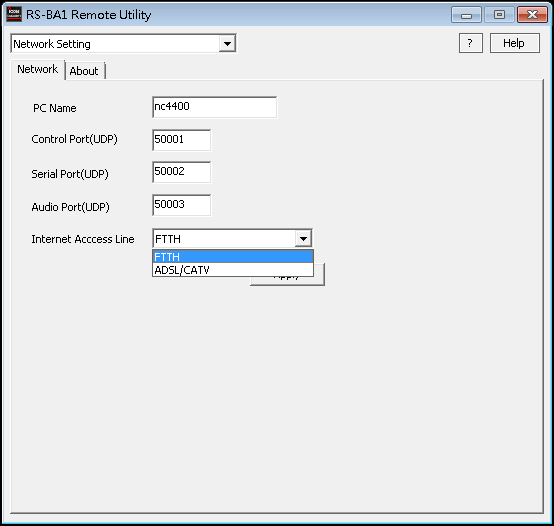 RS-BA1 Remote Utility
Network Setting
? Help
Network About
PC Name nc4400
Control Port(UDP) 50001
Serial Port(UDP) 50002
Audio Port(UDP) 50003
Internet Acccess Line FTTH
FTTH
ADSL/CATV